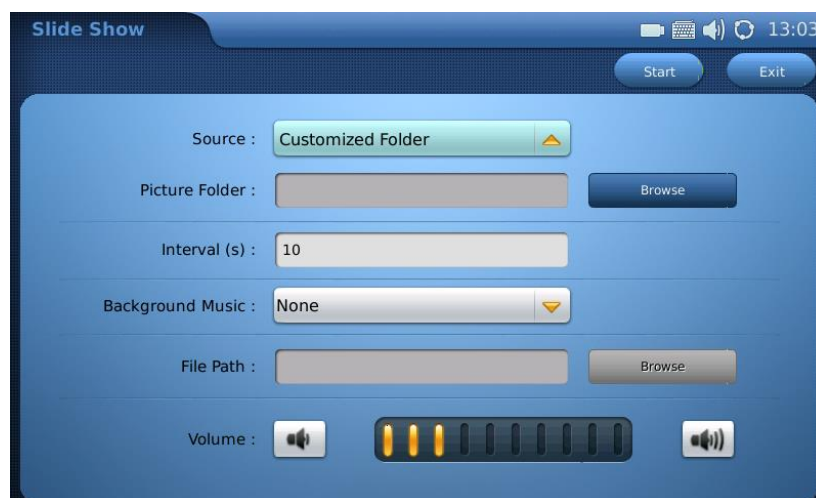 Slide Show 13:03
Start Exit
Source : Customized Folder
Picture Folder : Browse
Interval (s) : 10
Background Music : None
File Path : Browse
Volume :